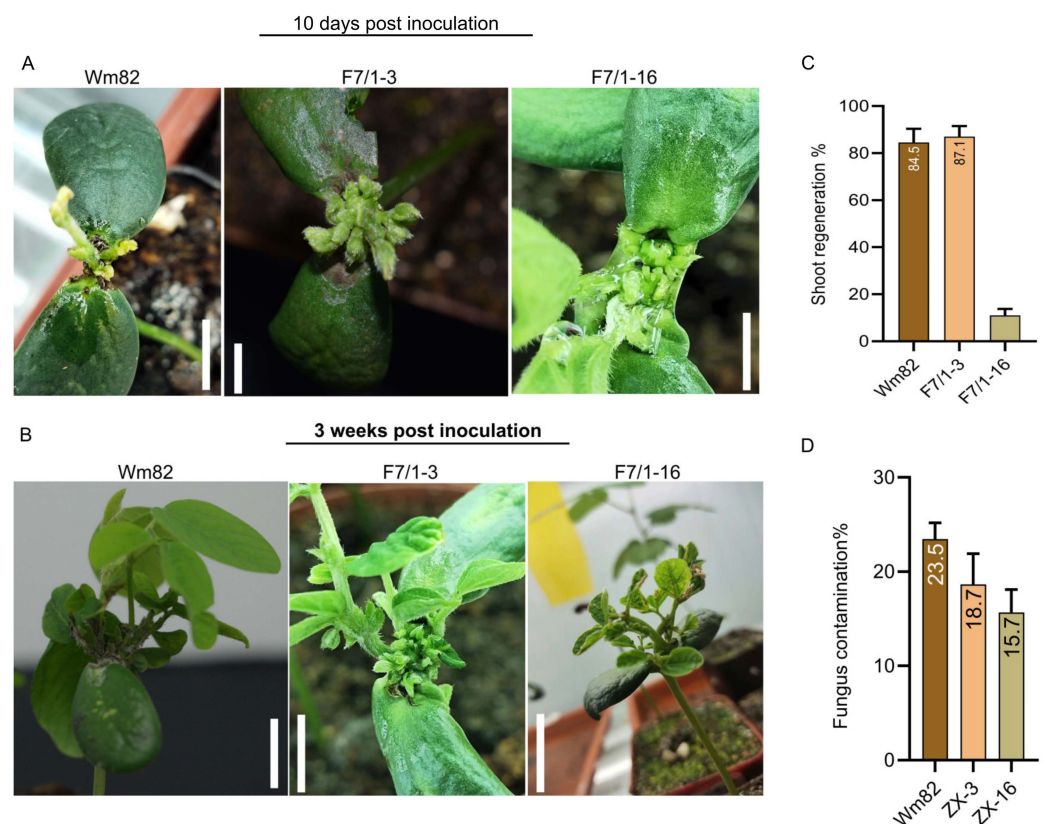 10 days post inoculation
A
Wm82 F7/1-3 F7/1-16
B
3 weeks post inoculation
Wm82 F7/1-3 F7/1-16
C
Shoot regeneration %
100
80
60
40
20
0
84.5 87.1
Wm82 F7/1-3 F7/1-16
D
Fungus contamination%
30
20
10
0
23.5 18.7 15.7
Wm82 ZX-3 ZX-16